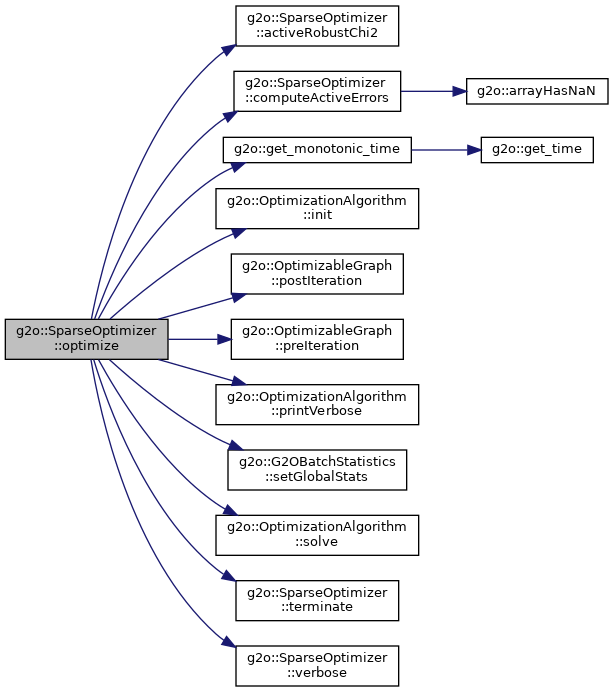 g2o::SparseOptimizer
::activeRobustChi2
g2o::SparseOptimizer
::computeActiveErrors
g2o::arrayHasNaN
g2o::get_monotonic_time
g2o::get_time
g2o::OptimizationAlgorithm
::init
g2o::OptimizableGraph
::postIteration
g2o::SparseOptimizer
::optimize
g2o::OptimizableGraph
::preIteration
g2o::OptimizationAlgorithm
::printVerbose
g2o::G2OBatchStatistics
::setGlobalStats
g2o::OptimizationAlgorithm
::solve
g2o::SparseOptimizer
::terminate
g2o::SparseOptimizer
::verbose